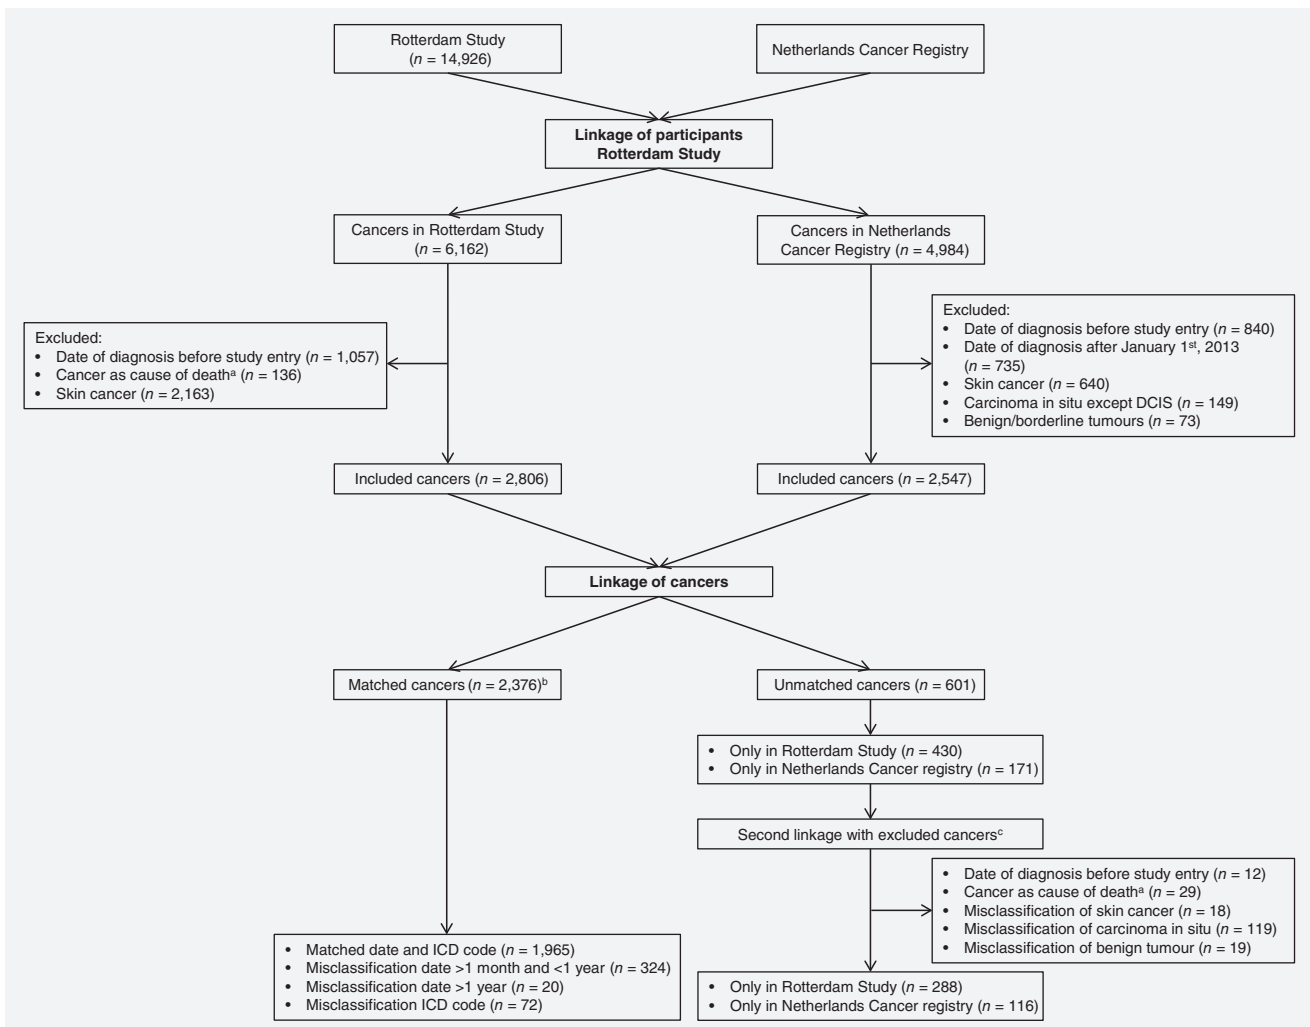 Rotterdam Study
(n = 14,926)
Netherlands Cancer Registry
Linkage of participants
Rotterdam Study
Cancers in Rotterdam Study
(n = 6,162)
Cancers in Netherlands
Cancer Registry (n = 4,984)
Excluded:
• Date of diagnosis before study entry (n = 1,057)
• Cancer as cause of deathᵃ (n = 136)
• Skin cancer (n = 2,163)
Excluded:
• Date of diagnosis before study entry (n = 840)
• Date of diagnosis after January 1ˢᵗ, 2013
(n = 735)
• Skin cancer (n = 640)
• Carcinoma in situ except DCIS (n = 149)
• Benign/borderline tumours (n = 73)
Included cancers (n = 2,806)
Included cancers (n = 2,547)
Linkage of cancers
Matched cancers (n = 2,376)ᵇ
Unmatched cancers (n = 601)
• Only in Rotterdam Study (n = 430)
• Only in Netherlands Cancer registry (n = 171)
Second linkage with excluded cancersᶜ
• Date of diagnosis before study entry (n = 12)
• Cancer as cause of deathᵃ (n = 29)
• Misclassification of skin cancer (n = 18)
• Misclassification of carcinoma in situ (n = 119)
• Misclassification of benign tumour (n = 19)
• Matched date and ICD code (n = 1,965)
• Misclassification date >1 month and <1 year (n = 324)
• Misclassification date >1 year (n = 20)
• Misclassification ICD code (n = 72)
• Only in Rotterdam Study (n = 288)
• Only in Netherlands Cancer registry (n = 116)